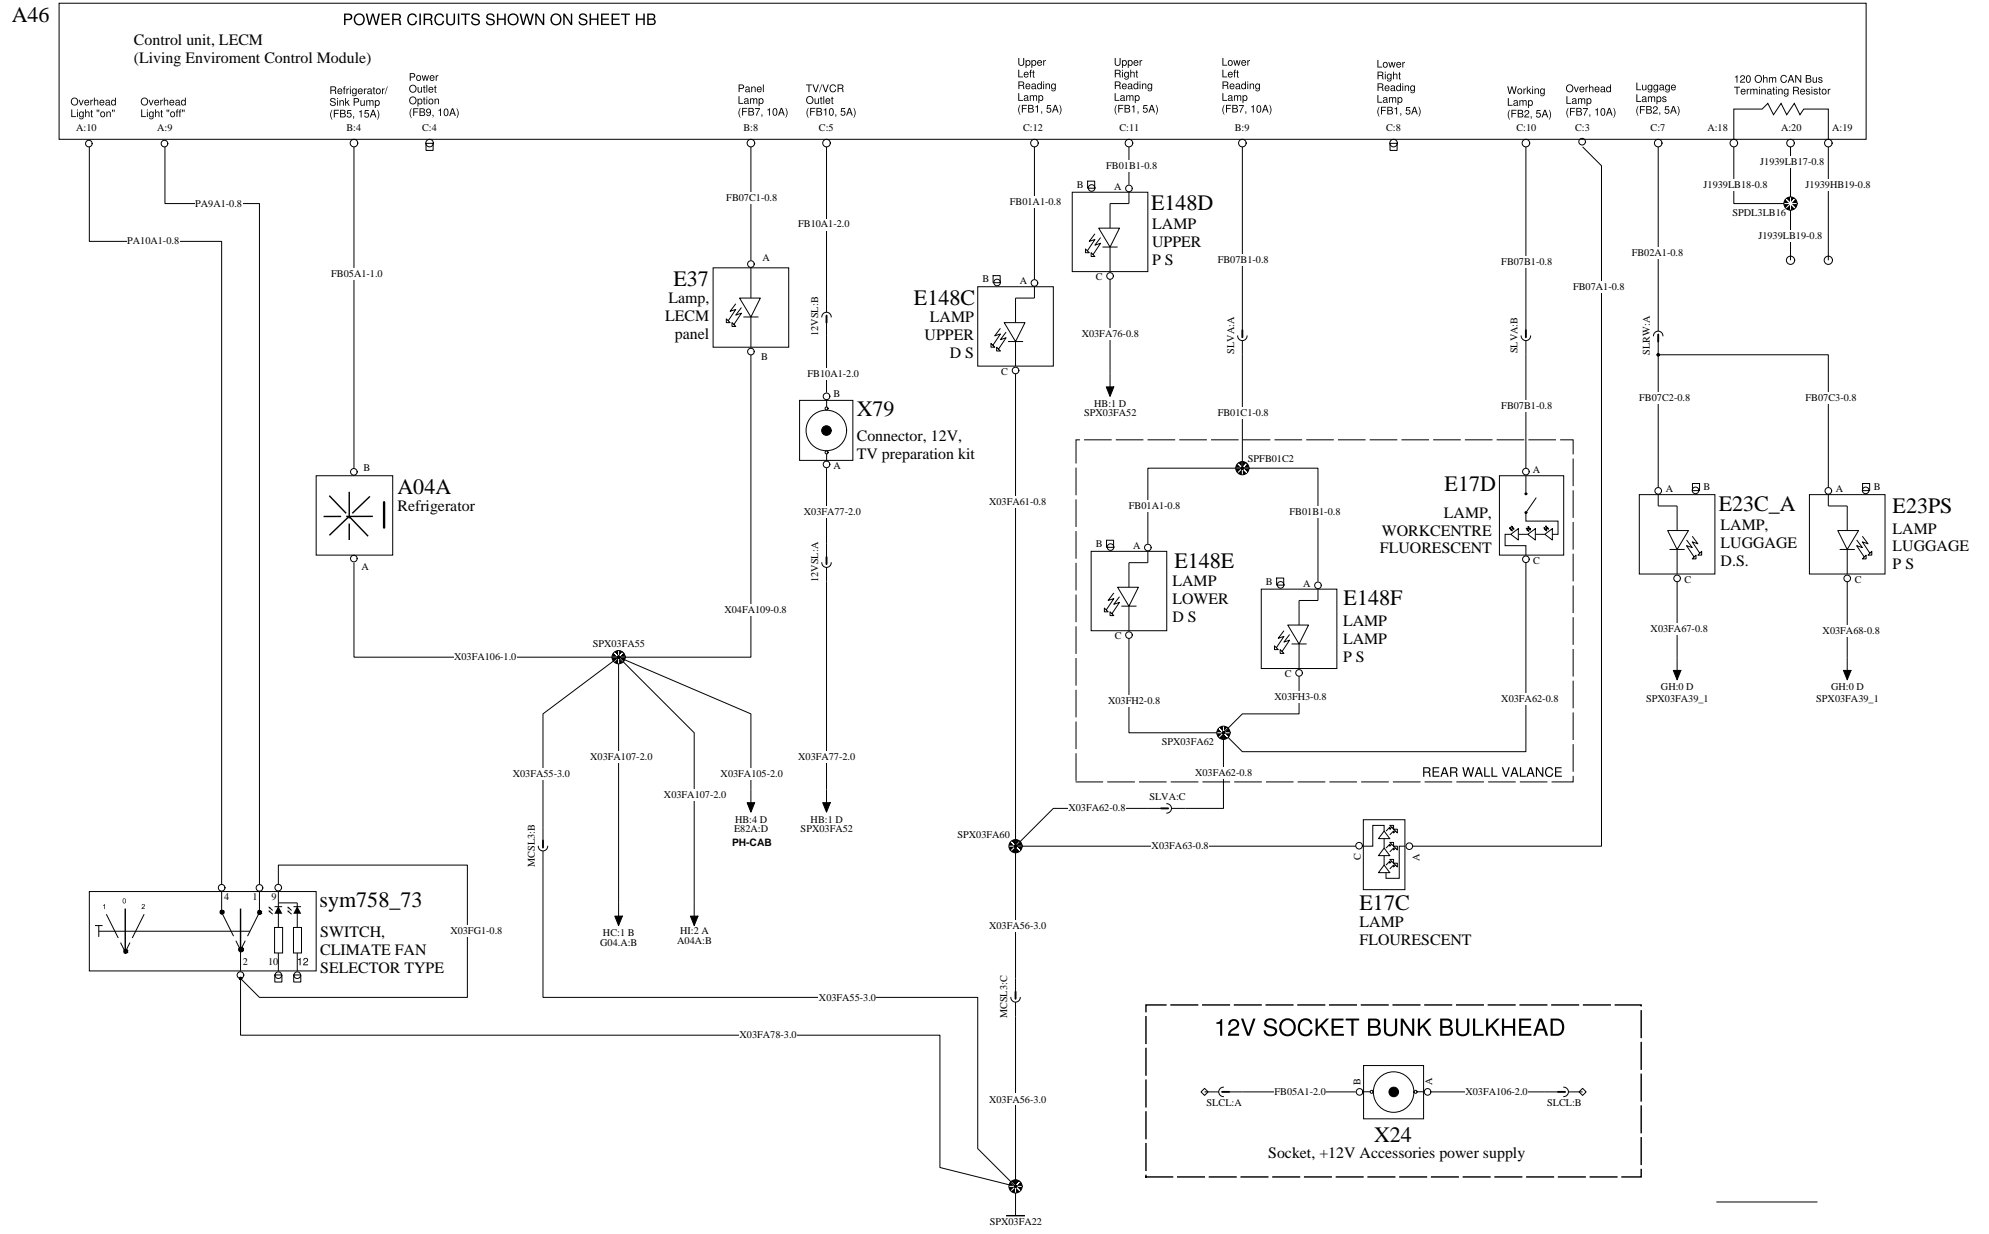 A46
POWER CIRCUITS SHOWN ON SHEET HB
Control unit, LECM
(Living Enviroment Control Module)
Overhead
Light "on"
A:10
Overhead
Light "off"
A:9
Refrigerator/
Sink Pump
(FB5, 15A)
B:4
Power
Outlet
Option
(FB9, 10A)
C:4
Panel
Lamp
(FB7, 10A)
B:8
TV/VCR
Outlet
(FB10, 5A)
C:5
Upper
Left
Reading
Lamp
(FB1, 5A)
C:12
Upper
Right
Reading
Lamp
(FB1, 5A)
C:11
Lower
Left
Reading
Lamp
(FB7, 10A)
B:9
Lower
Right
Reading
Lamp
(FB1, 5A)
C:8
Working
Lamp
(FB2, 5A)
C:10
Overhead
Lamp
(FB7, 10A)
C:3
Luggage
Lamps
(FB2, 5A)
C:7
120 Ohm CAN Bus
Terminating Resistor
A:18
A:20
A:19
PA9A1-0.8
PA10A1-0.8
FB05A1-1.0
FB07C1-0.8
FB10A1-2.0
FB01A1-0.8
FB01B1-0.8
FB07B1-0.8
FB07B1-0.8
FB07A1-0.8
FB02A1-0.8
J1939LB17-0.8
J1939LB18-0.8
J1939HB19-0.8
SPDL3LB16
J1939LB19-0.8
B
A
E148D
LAMP
UPPER
P S
C
X03FA76-0.8
HB:1 D
SPX03FA52
A
E37
Lamp,
LECM
panel
B
12VSL:B
FB10A1-2.0
B
X79
Connector, 12V,
TV preparation kit
A
X03FA77-2.0
12VSL:A
X03FA77-2.0
HB:1 D
SPX03FA52
B
A
E148C
LAMP
UPPER
D S
C
X03FA61-0.8
SLVA:A
FB01C1-0.8
SLVA:B
FB07B1-0.8
SLRW:A
FB07C2-0.8
FB07C3-0.8
B
A04A
Refrigerator
A
X03FA106-1.0
SPX03FA55
X04FA109-0.8
SPFB01C2
FB01A1-0.8
FB01B1-0.8
B
A
E148E
LAMP
LOWER
D S
C
B
A
E148F
LAMP
LAMP
P S
C
A
E17D
LAMP,
WORKCENTRE
FLUORESCENT
C
X03FH2-0.8
X03FH3-0.8
X03FA62-0.8
SPX03FA62
X03FA62-0.8
REAR WALL VALANCE
A
B
E23C_A
LAMP,
LUGGAGE
D.S.
C
X03FA67-0.8
GH:0 D
SPX03FA39_1
A
B
E23PS
LAMP
LUGGAGE
P S
C
X03FA68-0.8
GH:0 D
SPX03FA39_1
X03FA55-3.0
X03FA107-2.0
X03FA107-2.0
X03FA105-2.0
HB:4 D
E82A:D
PH-CAB
MCSL3:B
HC:1 B
G04.A:B
HI:2 A
A04A:B
SLVA:C
X03FA62-0.8
SPX03FA60
X03FA63-0.8
C
A
E17C
LAMP
FLOURESCENT
4
1
9
1
0
2
2
10
12
sym758_73
SWITCH,
CLIMATE FAN
SELECTOR TYPE
X03FG1-0.8
X03FA56-3.0
MCSL3:C
X03FA55-3.0
X03FA78-3.0
X03FA56-3.0
SPX03FA22
12V SOCKET BUNK BULKHEAD
SLCL:A
FB05A1-2.0
B
A
X03FA106-2.0
SLCL:B
X24
Socket, +12V Accessories power supply